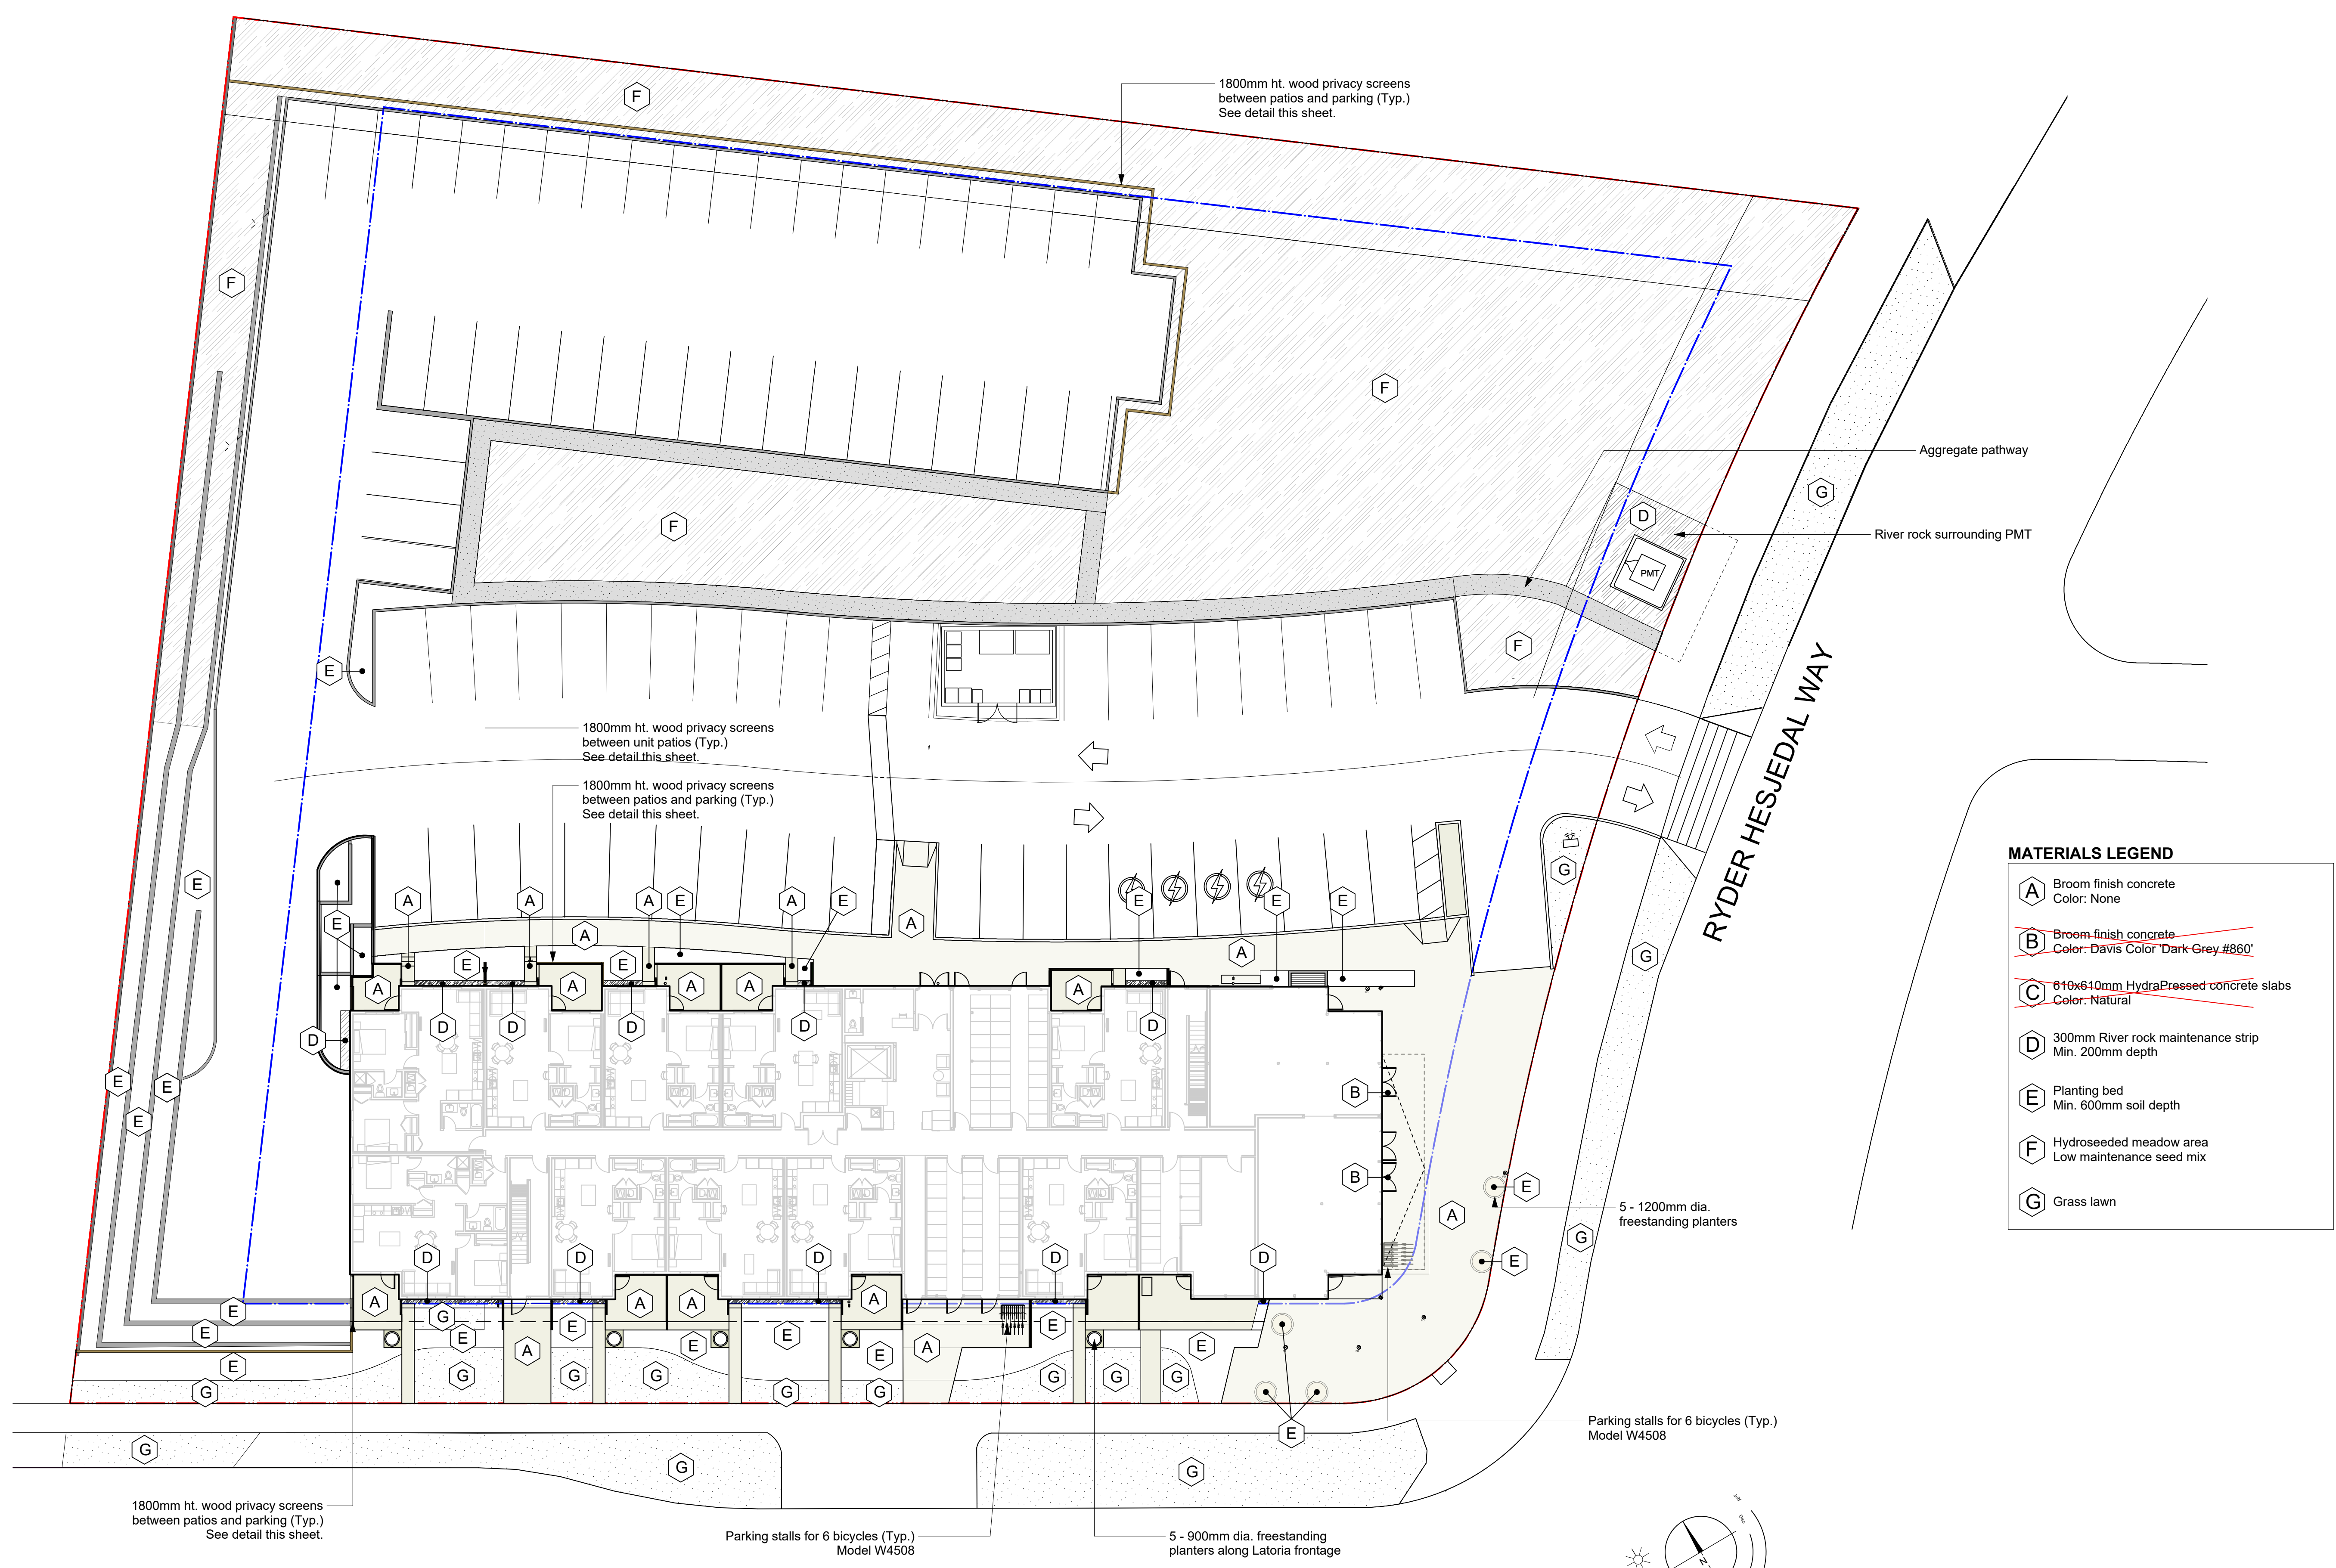 F
1800mm ht. wood privacy screens
between patios and parking (Typ.)
See detail this sheet.
F
F
Aggregate pathway
G
D
River rock surrounding PMT
F
PMT
F
E
RYDER HESJEDAL WAY
1800mm ht. wood privacy screens
between unit patios (Typ.)
See detail this sheet.
1800mm ht. wood privacy screens
between patios and parking (Typ.)
See detail this sheet.
MATERIALS LEGEND
A
Broom finish concrete
Color: None
B
Broom finish concrete
Color: Davis Color 'Dark Grey #860'
C
610x610mm HydraPressed concrete slabs
Color: Natural
D
300mm River rock maintenance strip
Min. 200mm depth
E
Planting bed
Min. 600mm soil depth
F
Hydroseeded meadow area
Low maintenance seed mix
G
Grass lawn
G
E
A
A
A
E
A
E
E
E
E
E
A
A
A
G
E
E
A
A
A
A
A
D
D
D
D
D
D
E
E
E
B
B
A
E
E
5 - 1200mm dia.
freestanding planters
G
D
D
D
D
D
E
A
A
A
A
G
E
E
E
E
E
E
E
E
E
A
A
G
G
G
G
G
G
G
G
G
E
Parking stalls for 6 bicycles (Typ.)
Model W4508
G
G
G
1800mm ht. wood privacy screens
between patios and parking (Typ.)
See detail this sheet.
Parking stalls for 6 bicycles (Typ.)
Model W4508
5 - 900mm dia. freestanding
planters along Latoria frontage
N